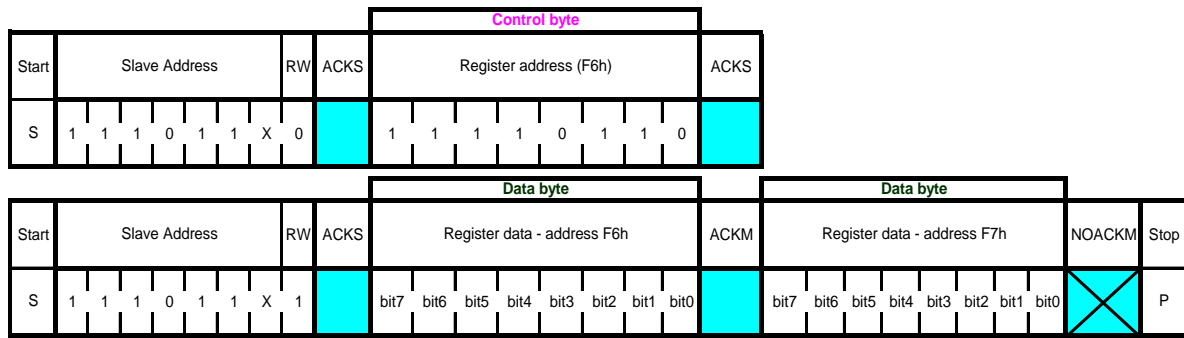 Control byte
Start Slave Address RW ACKS Register address (F6h) ACKS
S 1 1 1 0 1 1 X 0 1 1 1 1 0 1 1 0
Data byte Data byte
Start Slave Address RW ACKS Register data - address F6h ACKM Register data - address F7h NOACKM Stop
S 1 1 1 0 1 1 X 1 bit7 bit6 bit5 bit4 bit3 bit2 bit1 bit0 bit7 bit6 bit5 bit4 bit3 bit2 bit1 bit0 P